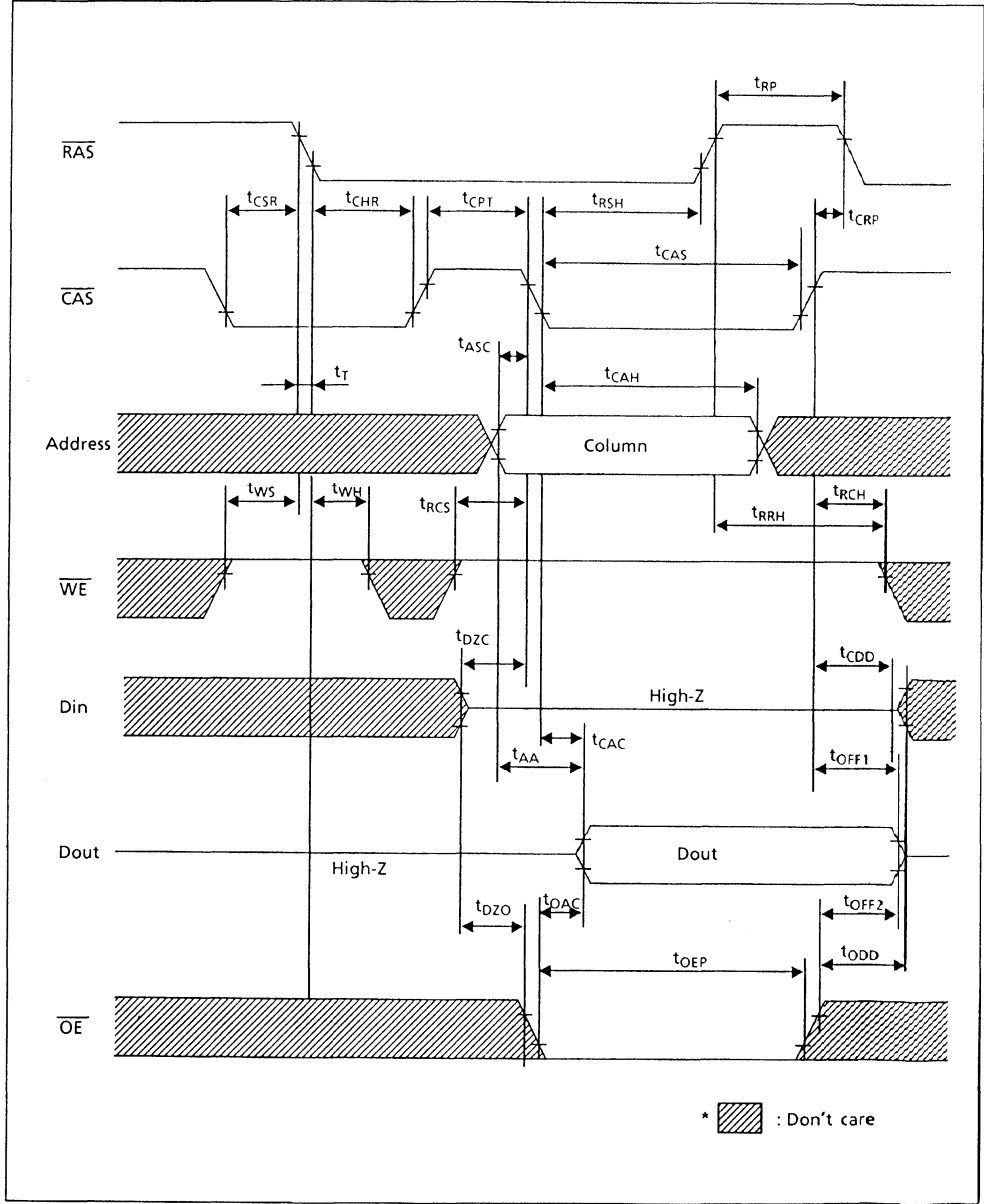 tRP
RAS
tCSR tCHR tCPT tRSH tCRP
tCAS
CAS
tASC
tT tCAH
Address Column
tWS tWH tRCS tRCH
tRRH
WE
tDZC tCDD
Din High-Z
tCAC
tAA tOFF1
Dout High-Z Dout
tDZO tOAC tOFF2
tOEP tODD
OE
* : Don't care